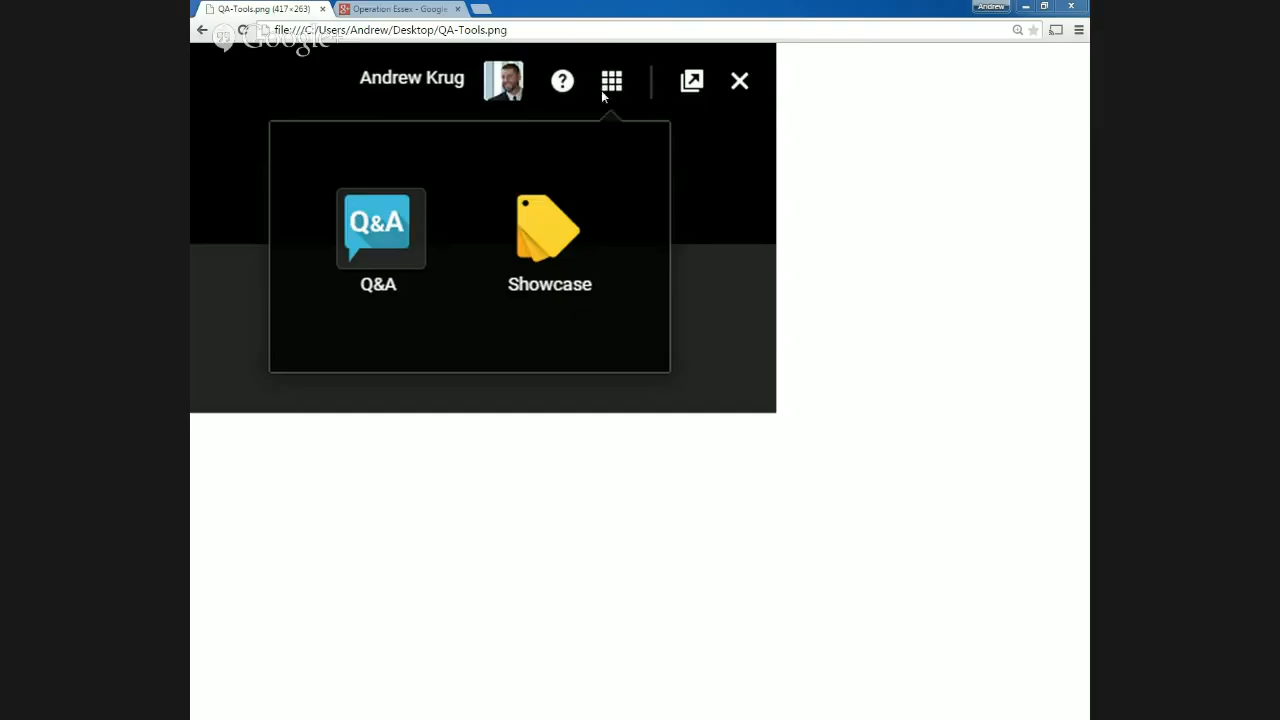 QA-Tools.png (417×263)
Operation Essex - Google
Andrew
file:///C:/Users/Andrew/Desktop/QA-Tools.png
Google+
Andrew Krug
Q&A
Q&A
Showcase